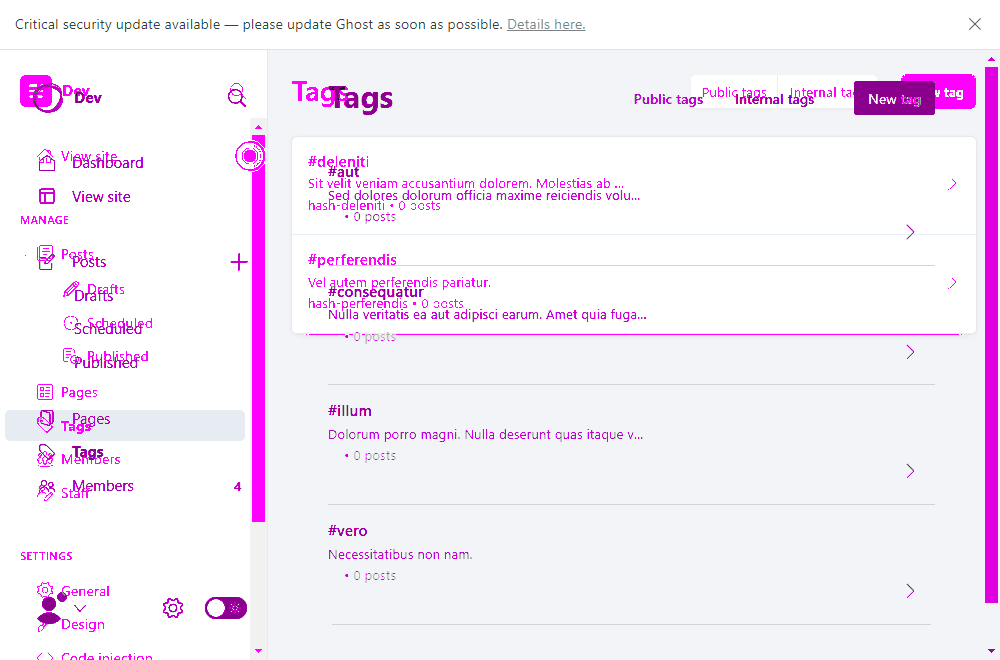 Critical security update available — please update Ghost as soon as possible. Details here.
Dev
Dev
View site
Dashboard
View site
MANAGE
Posts
Posts
Drafts
Drafts
Scheduled
Scheduled
Published
Published
Pages
Pages
Tags
Tags
Members
Members
4
Staff
SETTINGS
General
Design
Code injection
Tags
Tags
Public tags
Internal tags
Public tags
Internal tags
New tag
tag
#deleniti
#aut
Sit velit veniam accusantium dolorem. Molestias ab ...
Sed dolores dolorum officia maxime reiciendis volu...
hash-deleniti • 0 posts
• 0 posts
#perferendis
Vel autem perferendis pariatur.
#consequatur
hash-perferendis • 0 posts
Nulla veritatis ea aut adipisci earum. Amet quia fuga...
• 0 posts
#illum
Dolorum porro magni. Nulla deserunt quas itaque v...
• 0 posts
#vero
Necessitatibus non nam.
• 0 posts